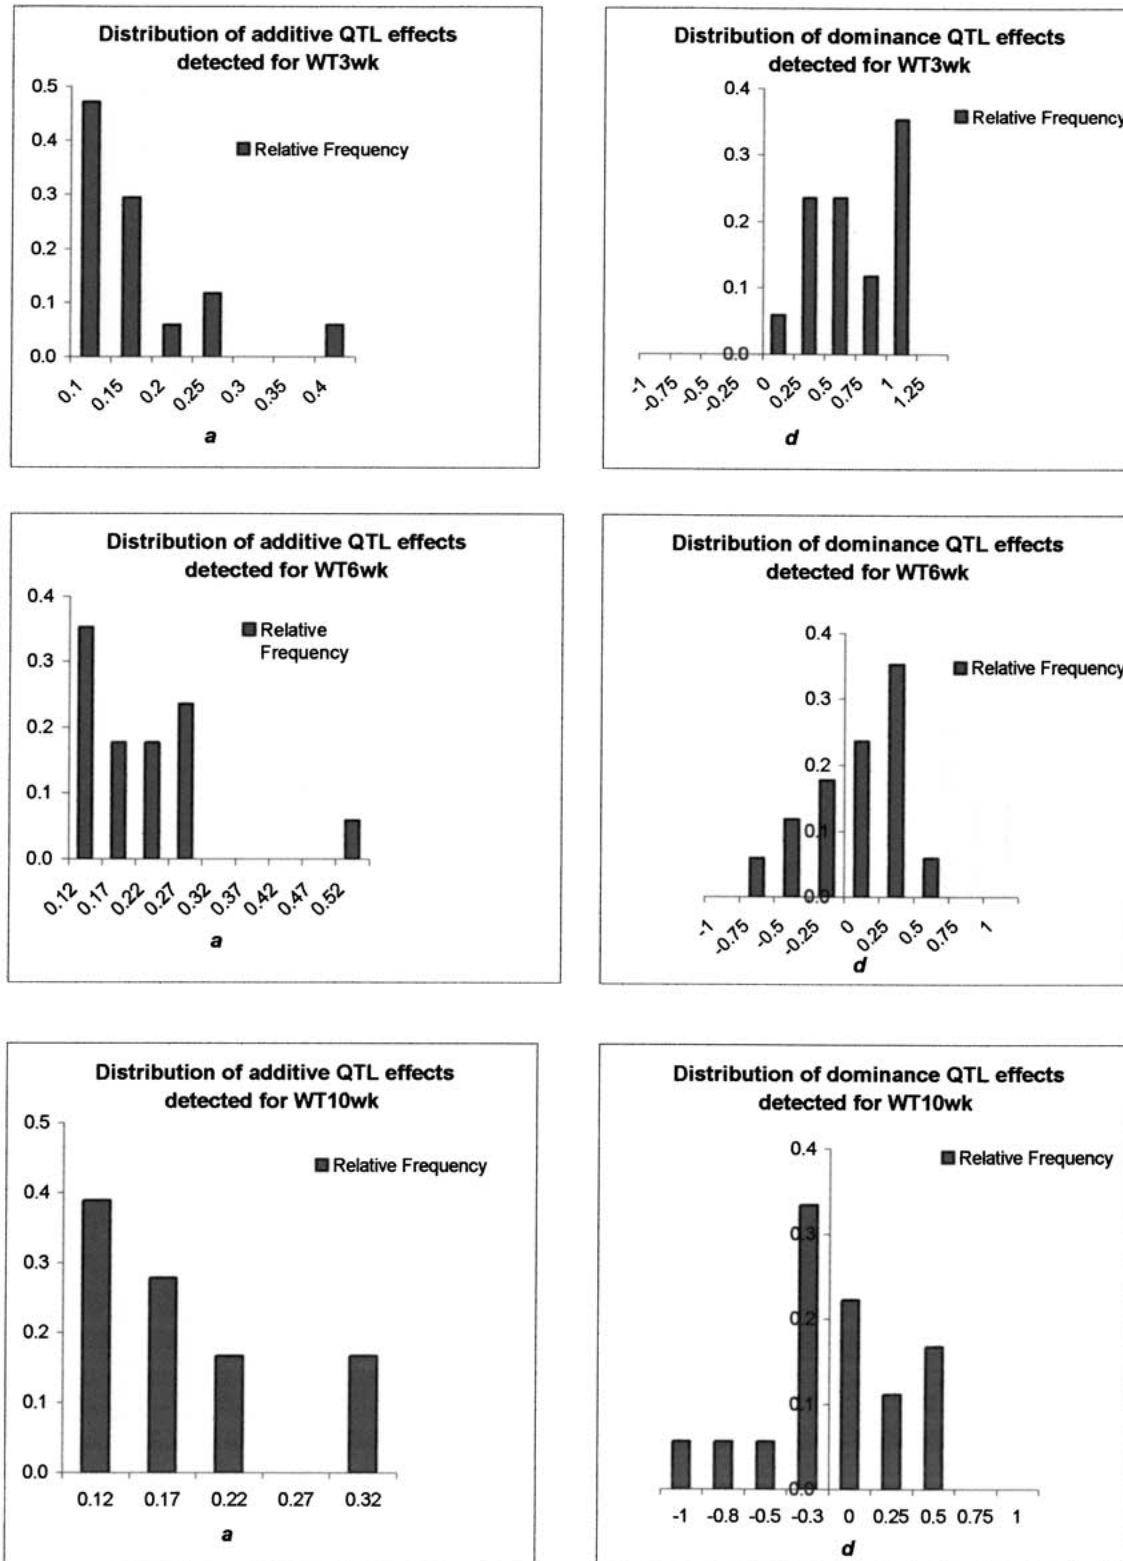 Distribution of additive QTL effects
detected for WT3wk
0.5
0.4
0.3
0.2
0.1
0.0
Relative Frequency
0.1 0.15 0.2 0.25 0.3 0.35 0.4
a
Distribution of dominance QTL effects
detected for WT3wk
0.4
0.3
0.2
0.1
0.0
Relative Frequency
-1 -0.75 -0.5 -0.25 0 0.25 0.5 0.75 1 1.25
d
Distribution of additive QTL effects
detected for WT6wk
0.4
0.3
0.2
0.1
0.0
Relative
Frequency
0.12 0.17 0.22 0.27 0.32 0.37 0.42 0.47 0.52
a
Distribution of dominance QTL effects
detected for WT6wk
0.4
0.3
0.2
0.1
0.0
Relative Frequency
-1 -0.75 -0.5 -0.25 0 0.25 0.5 0.75 1
d
Distribution of additive QTL effects
detected for WT10wk
0.5
0.4
0.3
0.2
0.1
0.0
Relative Frequency
0.12 0.17 0.22 0.27 0.32
a
Distribution of dominance QTL effects
detected for WT10wk
0.4
0.3
0.2
0.1
0.0
Relative Frequency
-1 -0.8 -0.5 -0.3 0 0.25 0.5 0.75 1
d